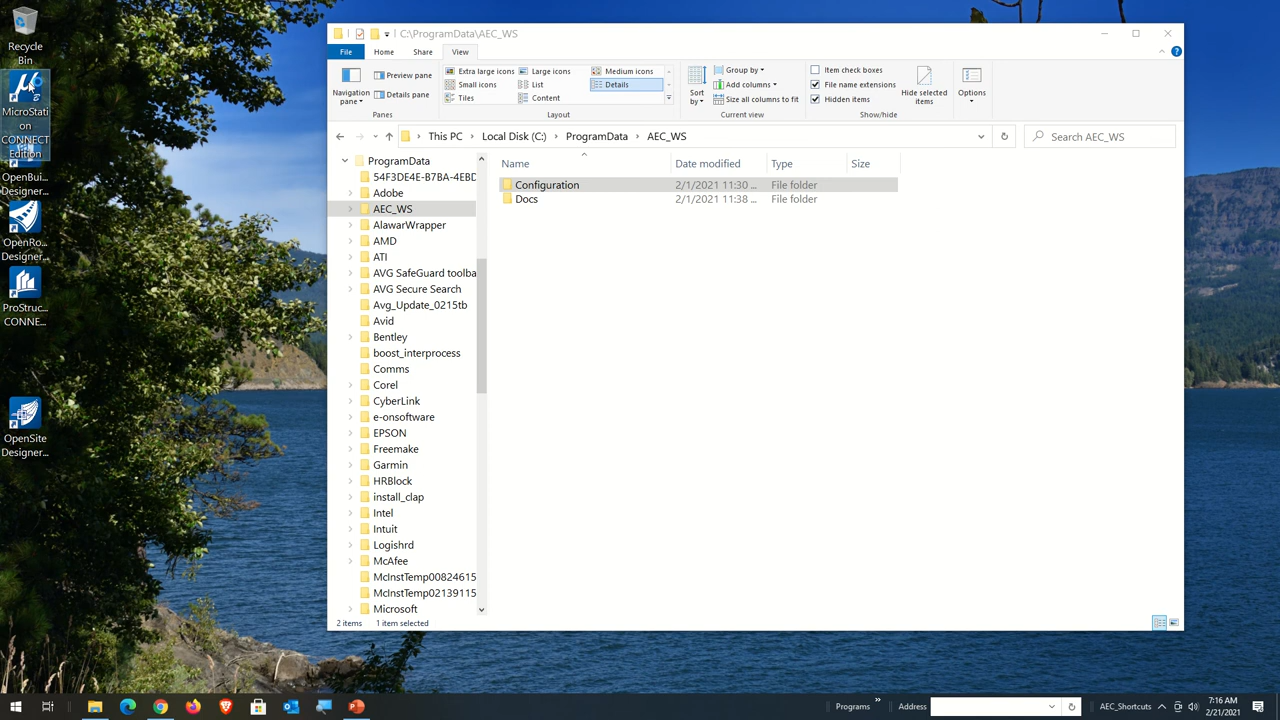 Recycle
Bin
MicroStati
on
CONNECT
Edition
OpenBui...
Designer...
OpenRo...
Designer...
ProStruc...
CONNE...
OpenSite
Designer...
C:\ProgramData\AEC_WS
File
Home
Share
View
Navigation
pane
Preview pane
Details pane
Panes
Extra large icons
Large icons
Medium icons
Small icons
List
Details
Tiles
Content
Layout
Sort
by
Group by
Add columns
Size all columns to fit
Current view
Item check boxes
File name extensions
Hidden items
Hide selected
items
Show/hide
Options
This PC
Local Disk (C:)
ProgramData
AEC_WS
Search AEC_WS
ProgramData
54F3DE4E-B7BA-4EBD
Adobe
AEC_WS
AlawarWrapper
AMD
ATI
AVG SafeGuard toolba
AVG Secure Search
Avg_Update_0215tb
Avid
Bentley
boost_interprocess
Comms
Corel
CyberLink
e-onsoftware
EPSON
Freemake
Garmin
HRBlock
install_clap
Intel
Intuit
Logishrd
McAfee
McInstTemp00824615
McInstTemp02139115
Microsoft
Name Date modified Type Size
Configuration 2/1/2021 11:30 ... File folder
Docs 2/1/2021 11:38 ... File folder
2 items 1 item selected
Programs
Address
AEC_Shortcuts
7:16 AM
2/21/2021